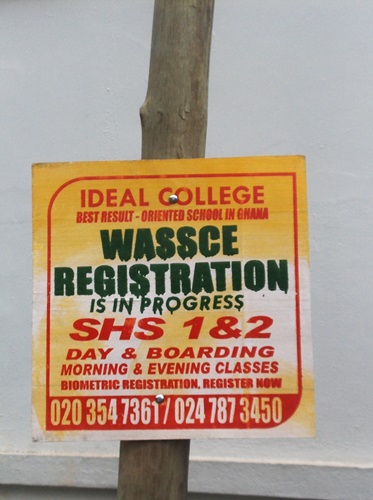 IDEAL COLLEGE
BEST RESULT - ORIENTED SCHOOL IN GHANA
WASSCE
REGISTRATION
IS IN PROGRESS
SHS 1&2
DAY & BOARDING
MORNING & EVENING CLASSES
BIOMETRIC REGISTRATION, REGISTER NOW
020 354 7361 / 024 787 3450